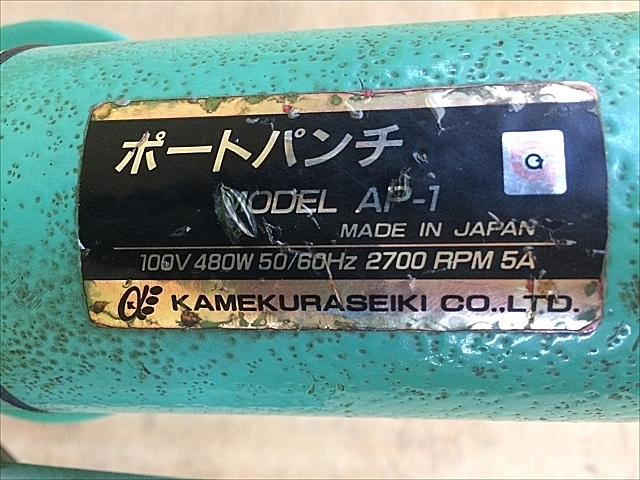 ポートパンチ
MODEL AP-1
MADE IN JAPAN
100V 480W 50/60Hz 2700 RPM 5A
KAMEKURASEIKI CO.,LTD.